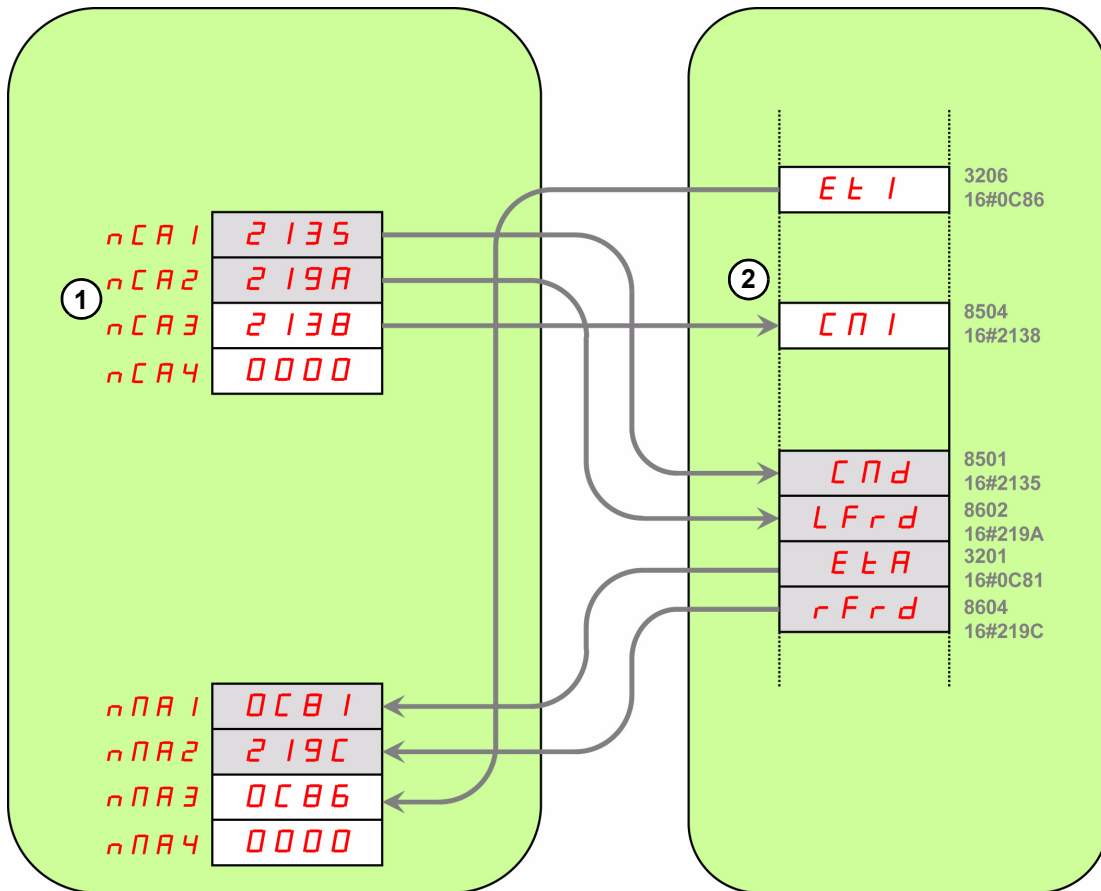 nCA1 2135
nCA2 219A
nCA3 2138
nCA4 0000
1
nMA1 0C81
nMA2 219C
nMA3 0C86
nMA4 0000
2
EtI 3206
16#0C86
CMI 8504
16#2138
CMd 8501
16#2135
LFrd 8602
16#219A
EtA 3201
16#0C81
rFrd 8604
16#219C